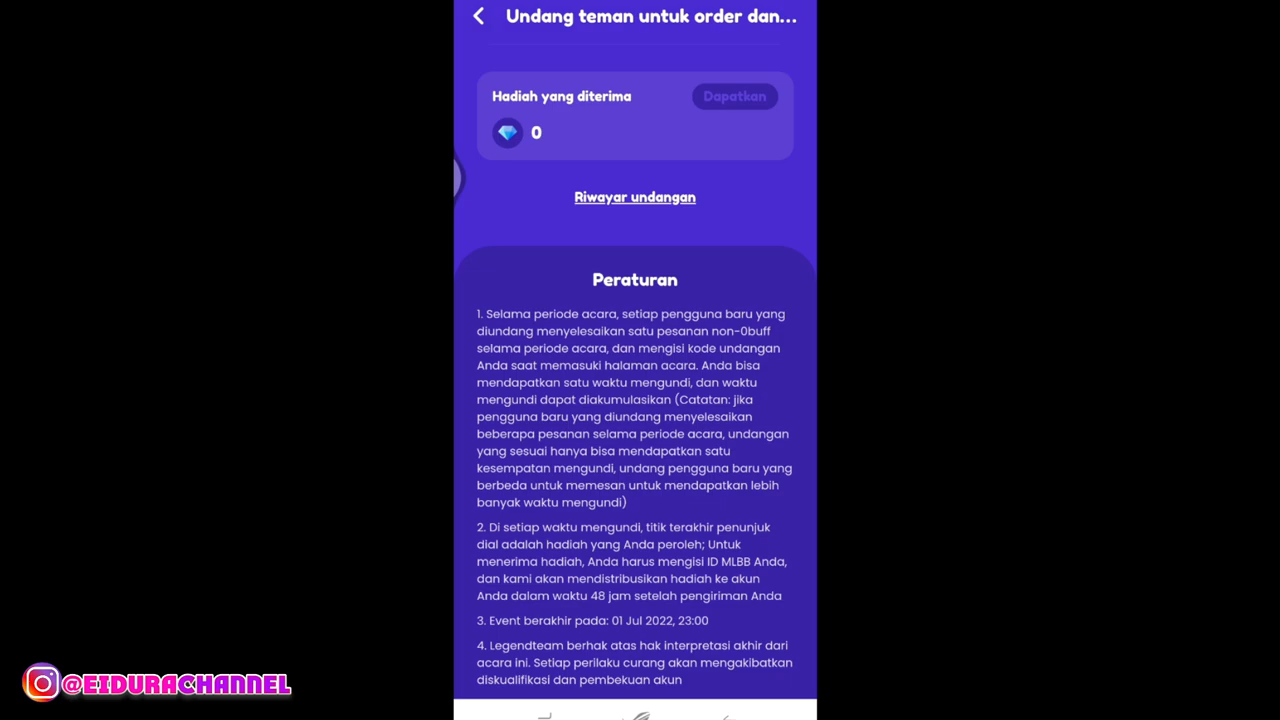 Undang teman untuk order dan...
Hadiah yang diterima
Dapatkan
0
Riwayar undangan
Peraturan
1. Selama periode acara, setiap pengguna baru yang
diundang menyelesaikan satu pesanan non-0buff
selama periode acara, dan mengisi kode undangan
Anda saat memasuki halaman acara. Anda bisa
mendapatkan satu waktu mengundi, dan waktu
mengundi dapat diakumulasikan (Catatan: jika
pengguna baru yang diundang menyelesaikan
beberapa pesanan selama periode acara, undangan
yang sesuai hanya bisa mendapatkan satu
kesempatan mengundi, undang pengguna baru yang
berbeda untuk memesan untuk mendapatkan lebih
banyak waktu mengundi)
2. Di setiap waktu mengundi, titik terakhir penunjuk
dial adalah hadiah yang Anda peroleh; Untuk
menerima hadiah, Anda harus mengisi ID MLBB Anda,
dan kami akan mendistribusikan hadiah ke akun
Anda dalam waktu 48 jam setelah pengiriman Anda
3. Event berakhir pada: 01 Jul 2022, 23:00
4. Legendteam berhak atas hak interpretasi akhir dari
acara ini. Setiap perilaku curang akan mengakibatkan
diskualifikasi dan pembekuan akun
@EIDURACHANNEL